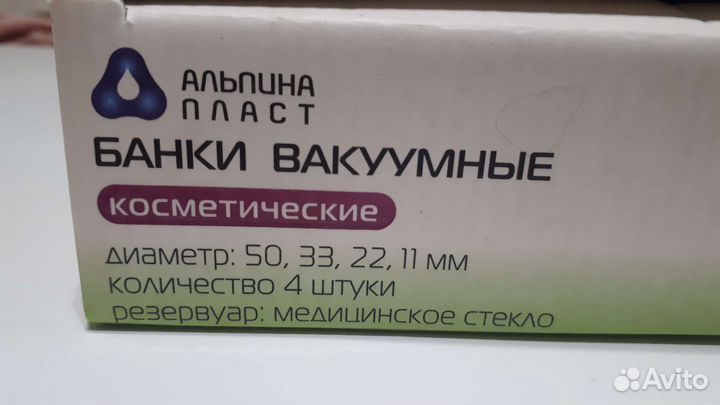 АЛЬПИНА
ПЛАСТ
БАНКИ ВАКУУМНЫЕ
косметические
диаметр: 50, 33, 22, 11 мм
количество 4 штуки
резервуар: медицинское стекло
Avito